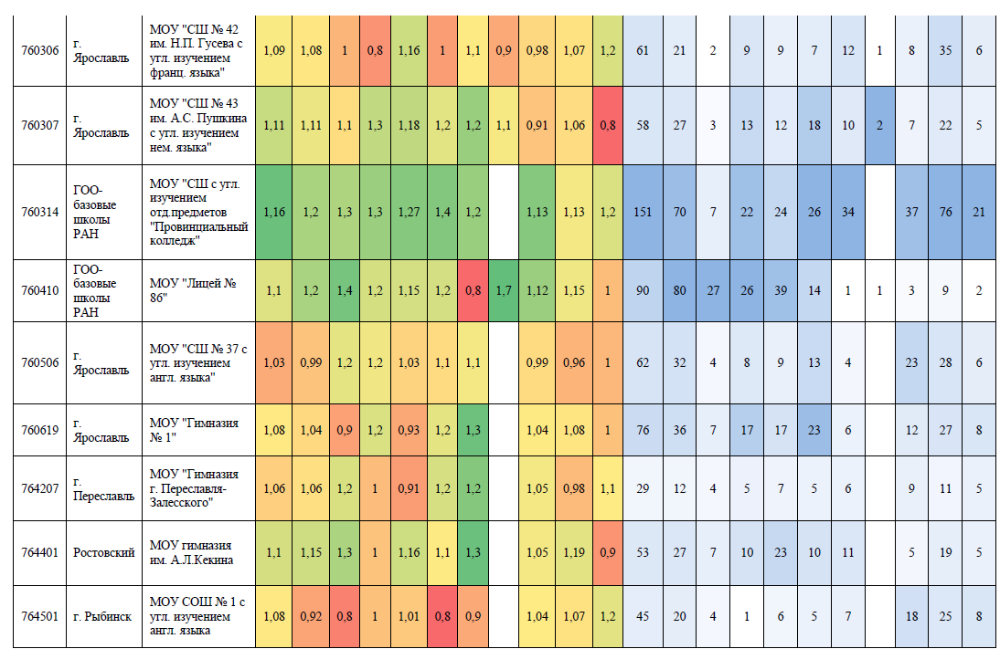 760306 г. Ярославль МОУ "СШ № 42 им. Н.П. Гусева с угл. изучением франц. языка" 1,09 1,08 1 0,8 1,16 1 1,1 0,9 0,98 1,07 1,2 61 21 2 9 9 7 12 1 8 35 6
760307 г. Ярославль МОУ "СШ № 43 им. А.С. Пушкина с угл. изучением нем. языка" 1,11 1,11 1,1 1,3 1,18 1,2 1,2 1,1 0,91 1,06 0,8 58 27 3 13 12 18 10 2 7 22 5
760314 ГОО- базовые школы РАН МОУ "СШ с угл. изучением отд.предметов "Провинциальный колледж" 1,16 1,2 1,3 1,3 1,27 1,4 1,2 1,13 1,13 1,2 151 70 7 22 24 26 34 37 76 21
760410 ГОО- базовые школы РАН МОУ "Лицей № 86" 1,1 1,2 1,4 1,2 1,15 1,2 0,8 1,7 1,12 1,15 1 90 80 27 26 39 14 1 1 3 9 2
760506 г. Ярославль МОУ "СШ № 37 с угл. изучением англ. языка" 1,03 0,99 1,2 1,2 1,03 1,1 1,1 0,99 0,96 1 62 32 4 8 9 13 4 23 28 6
760619 г. Ярославль МОУ "Гимназия № 1" 1,08 1,04 0,9 1,2 0,93 1,2 1,3 1,04 1,08 1 76 36 7 17 17 23 6 12 27 8
764207 г. Переславль МОУ "Гимназия г. Переславля- Залесского" 1,06 1,06 1,2 1 0,91 1,2 1,2 1,05 0,98 1,1 29 12 4 5 7 5 6 9 11 5
764401 Ростовский МОУ гимназия им. А.Л.Кекина 1,1 1,15 1,3 1 1,16 1,1 1,3 1,05 1,19 0,9 53 27 7 10 23 10 11 5 19 5
764501 г. Рыбинск МОУ СОШ № 1 с угл. изучением англ. языка 1,08 0,92 0,8 1 1,01 0,8 0,9 1,04 1,07 1,2 45 20 4 1 6 5 7 18 25 8